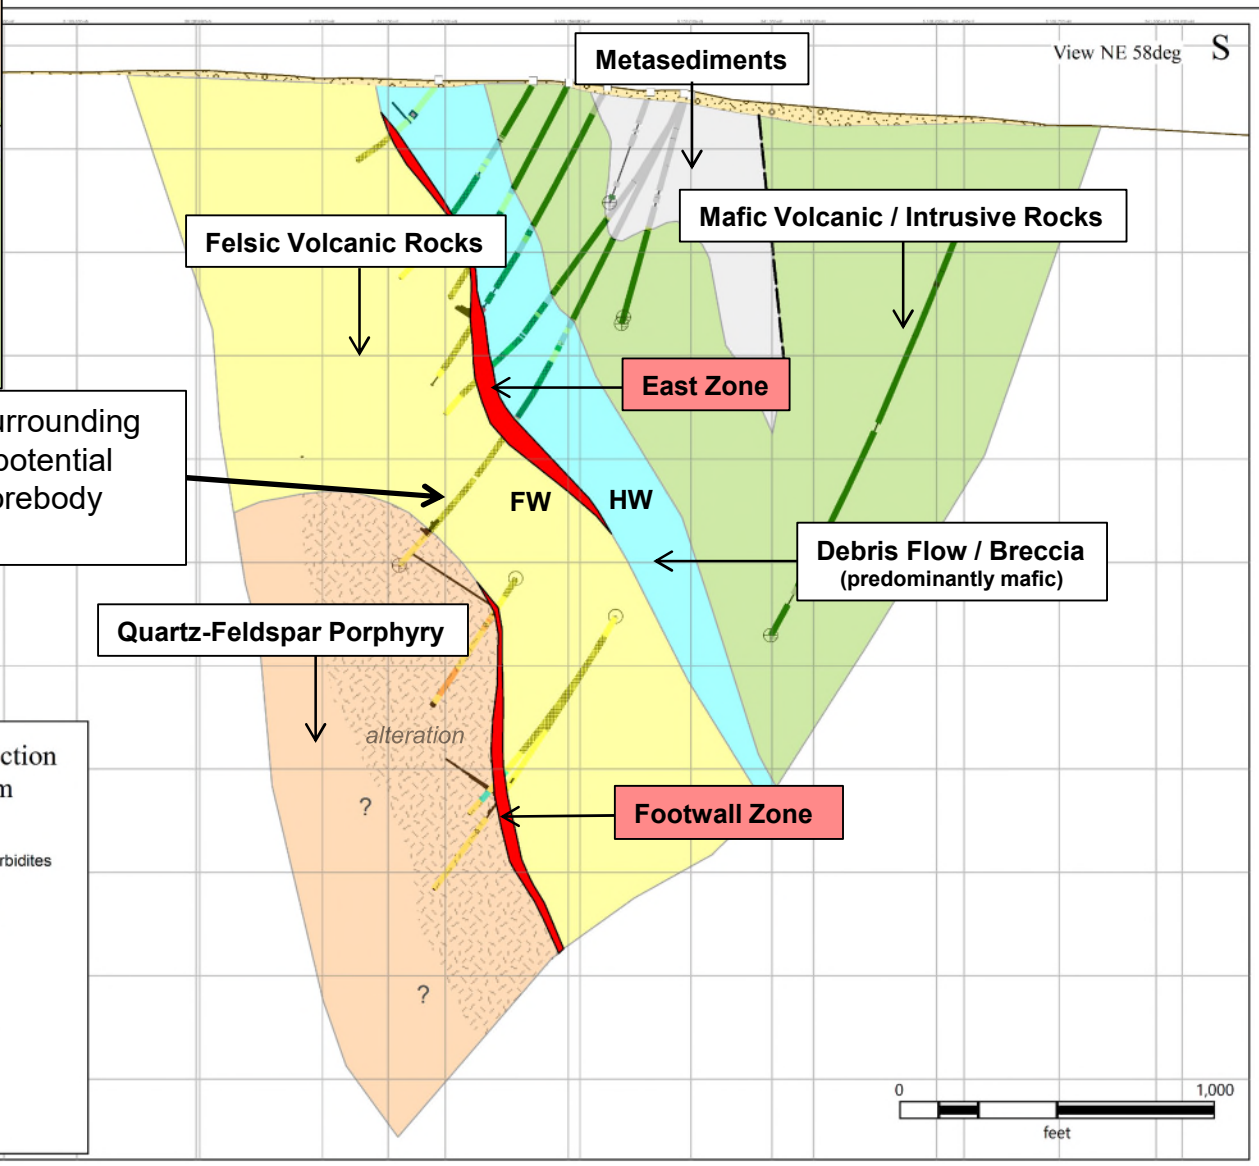 View NE 58deg S
Metasediments
Mafic Volcanic / Intrusive Rocks
Felsic Volcanic Rocks
East Zone
urrounding
potential
orebody
FW
HW
Debris Flow / Breccia
(predominantly mafic)
Quartz-Feldspar Porphyry
alteration
ction
m
?
Footwall Zone
rbidites
?
0 1,000
feet